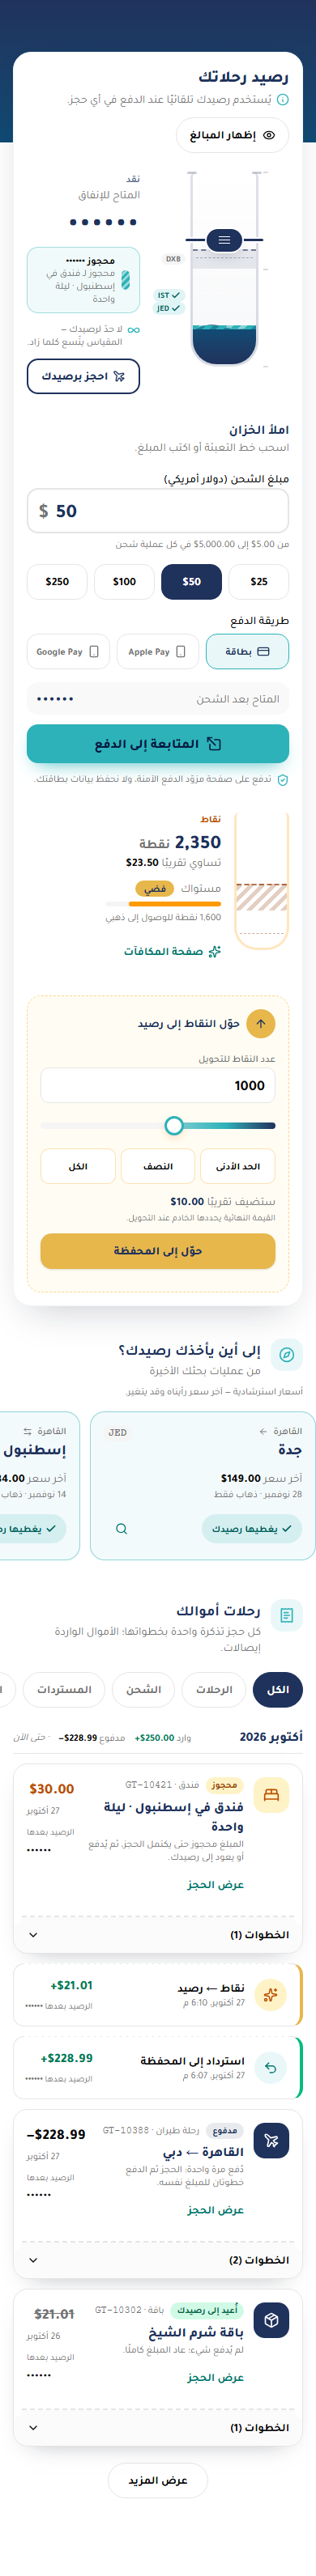 رصيد رحلاتك
يُستخدم رصيدك تلقائيًا عند الدفع في أي حجز.
إظهار المبالغ
نقد
المتاح للإنفاق
••••••
DXB
IST
JED
محجوز ••••••
محجوز لـ فندق في
إسطنبول · ليلة
واحدة
لا حدّ لرصيدك —
المقياس يتّسع كلما زاد.
احجز برصيدك
املأ الخزان
اسحب خط التعبئة أو اكتب المبلغ.
مبلغ الشحن (دولار أمريكي)
$ 50
من $5.00 إلى $5,000.00 في كل عملية شحن
$25
$50
$100
$250
طريقة الدفع
بطاقة
Apple Pay
Google Pay
المتاح بعد الشحن
••••••
المتابعة إلى الدفع
تدفع على صفحة مزوّد الدفع الآمنة، ولا نحفظ بيانات بطاقتك.
نقاط
2,350 نقطة
تساوي تقريبًا $23.50
مستواك فضي
1,600 نقطة للوصول إلى ذهبي
صفحة المكافآت
حوّل النقاط إلى رصيد
عدد النقاط للتحويل
1000
الحد الأدنى
النصف
الكل
ستضيف تقريبًا $10.00
القيمة النهائية يحددها الخادم عند التحويل.
حوّل إلى المحفظة
إلى أين يأخذك رصيدك؟
من عمليات بحثك الأخيرة
أسعار استرشادية — آخر سعر رأيناه وقد يتغير.
القاهرة ←
JED
جدة
آخر سعر $149.00
28 نوفمبر · ذهاب فقط
يغطيها رصيدك
القاهرة
إسطنبول
آخر سعر
14 نوفمبر · ذهاب
رحلات أموالك
كل حجز تذكرة واحدة بخطواتها؛ الأموال الواردة
إيصالات.
الكل
الرحلات
الشحن
المستردات
أكتوبر 2026
وارد +$250.00
مدفوع −$228.99
· حتى الآن
محجوز
فندق · GT-10421
$30.00
فندق في إسطنبول · ليلة
واحدة
27 أكتوبر
المبلغ محجوز حتى يكتمل الحجز، ثم يُدفع
أو يعود إلى رصيدك.
الرصيد بعدها
••••••
عرض الحجز
الخطوات (1)
نقاط ← رصيد
27 أكتوبر، 6:10 م
+$21.01
الرصيد بعدها ••••••
استرداد إلى المحفظة
27 أكتوبر، 6:07 م
+$228.99
الرصيد بعدها ••••••
مدفوع
رحلة طيران · GT-10388
−$228.99
القاهرة ← دبي
27 أكتوبر
دُفع مرة واحدة: الحجز ثم الدفع
خطوتان للمبلغ نفسه.
الرصيد بعدها
••••••
عرض الحجز
الخطوات (2)
أُعيد إلى رصيدك
باقة · GT-10302
$21.01
باقة شرم الشيخ
26 أكتوبر
لم يُدفع شيء: عاد المبلغ كاملًا.
الرصيد بعدها
••••••
عرض الحجز
الخطوات (1)
عرض المزيد